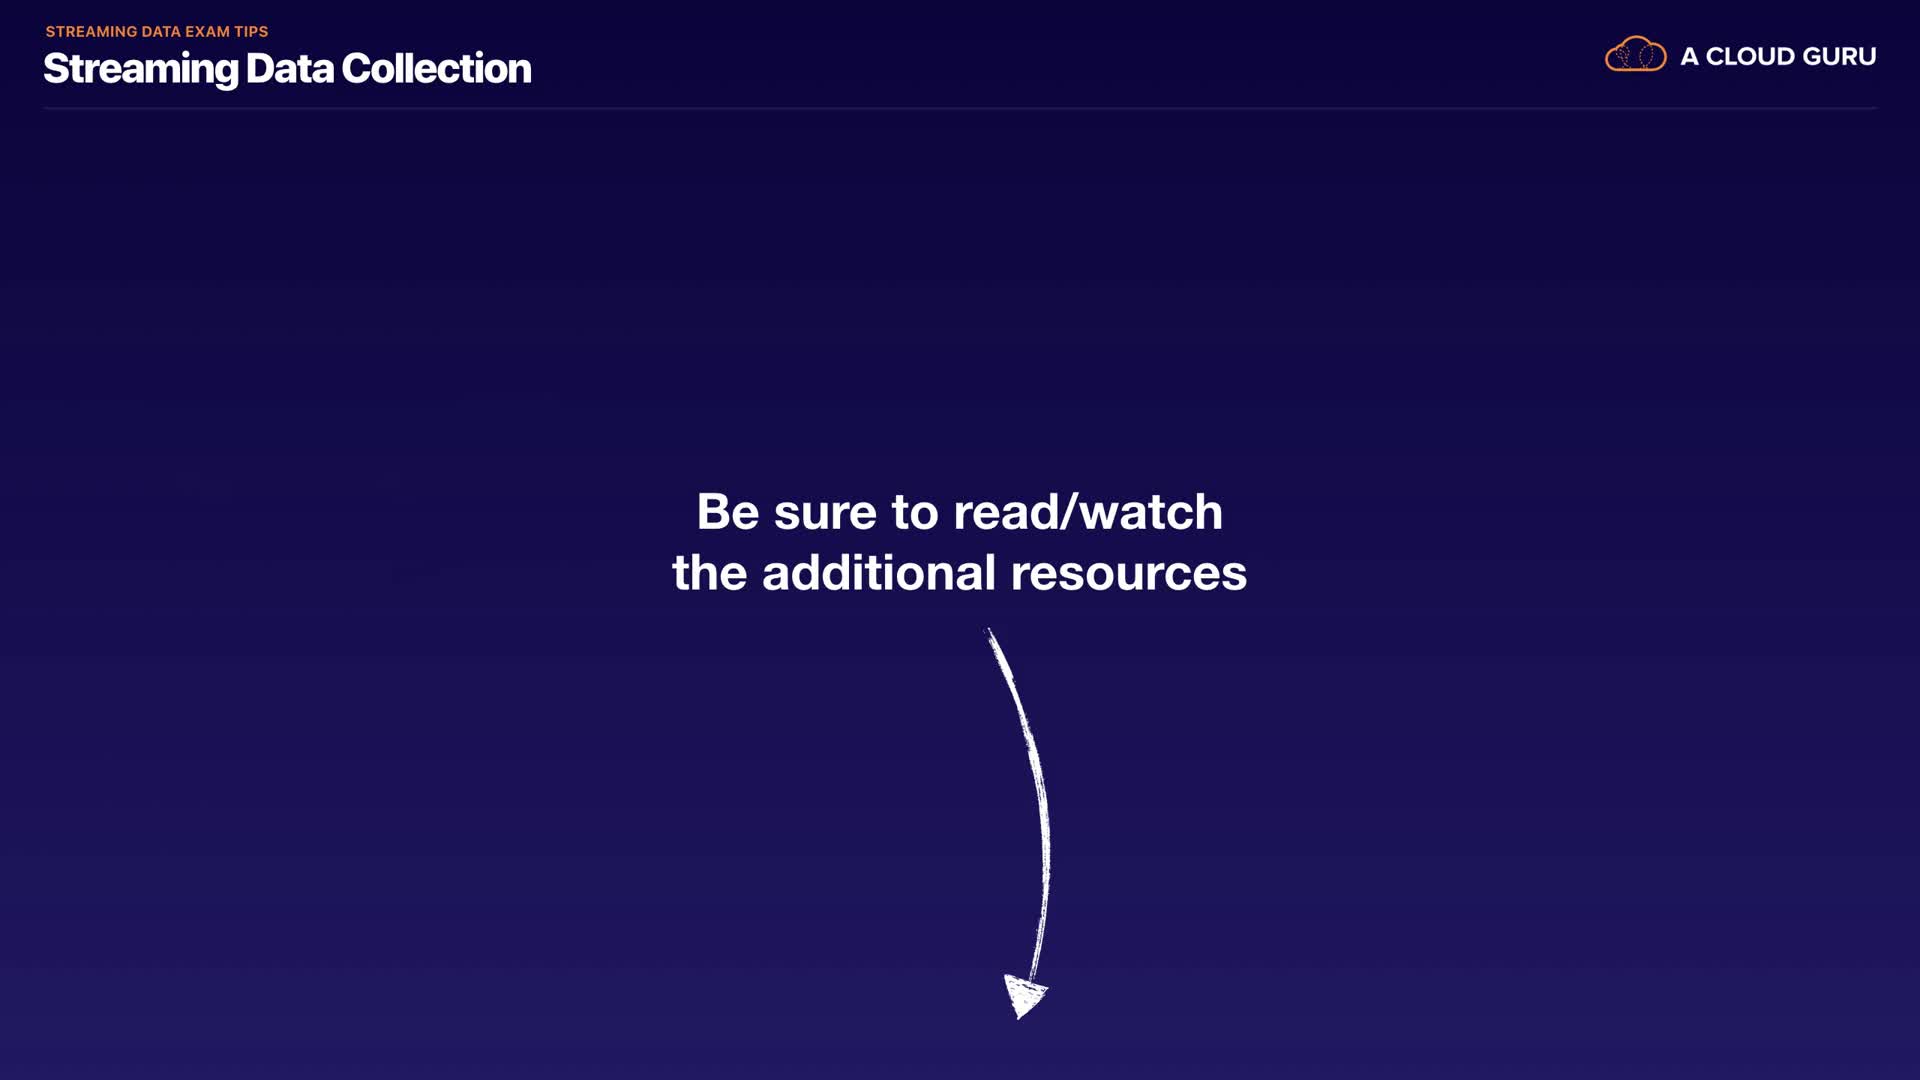 STREAMING DATA EXAM TIPS
Streaming Data Collection
A CLOUD GURU
Be sure to read/watch
the additional resources